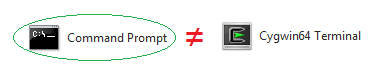 Command Prompt ≠ Cygwin64 Terminal